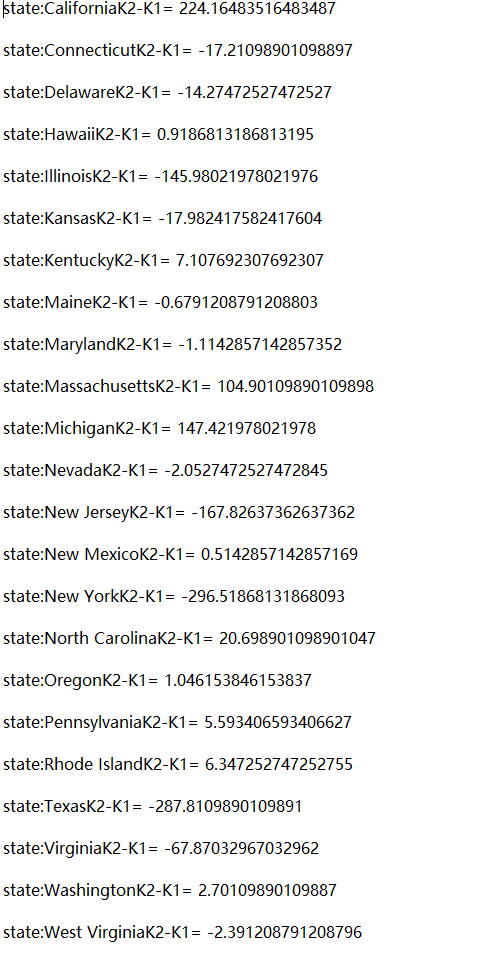 state:CaliforniaK2-K1= 224.16483516483487
state:ConnecticutK2-K1= -17.21098901098897
state:DelawareK2-K1= -14.27472527472527
state:HawaiiK2-K1= 0.9186813186813195
state:IllinoisK2-K1= -145.98021978021976
state:KansasK2-K1= -17.982417582417604
state:KentuckyK2-K1= 7.107692307692307
state:MaineK2-K1= -0.6791208791208803
state:MarylandK2-K1= -1.1142857142857352
state:MassachusettsK2-K1= 104.90109890109898
state:MichiganK2-K1= 147.421978021978
state:NevadaK2-K1= -2.0527472527472845
state:New JerseyK2-K1= -167.82637362637362
state:New MexicoK2-K1= 0.5142857142857169
state:New YorkK2-K1= -296.51868131868093
state:North CarolinaK2-K1= 20.698901098901047
state:OregonK2-K1= 1.046153846153837
state:PennsylvaniaK2-K1= 5.593406593406627
state:Rhode IslandK2-K1= 6.347252747252755
state:TexasK2-K1= -287.8109890109891
state:VirginiaK2-K1= -67.87032967032962
state:WashingtonK2-K1= 2.70109890109887
state:West VirginiaK2-K1= -2.391208791208796